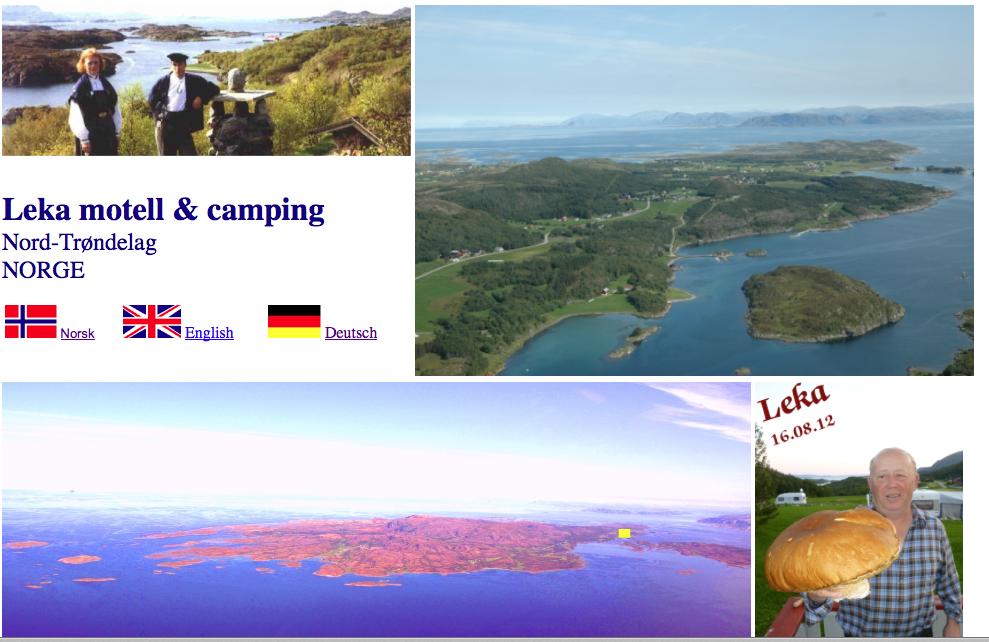 Leka motell & camping
Nord-Trøndelag
NORGE
Norsk English Deutsch
Leka
16.08.12